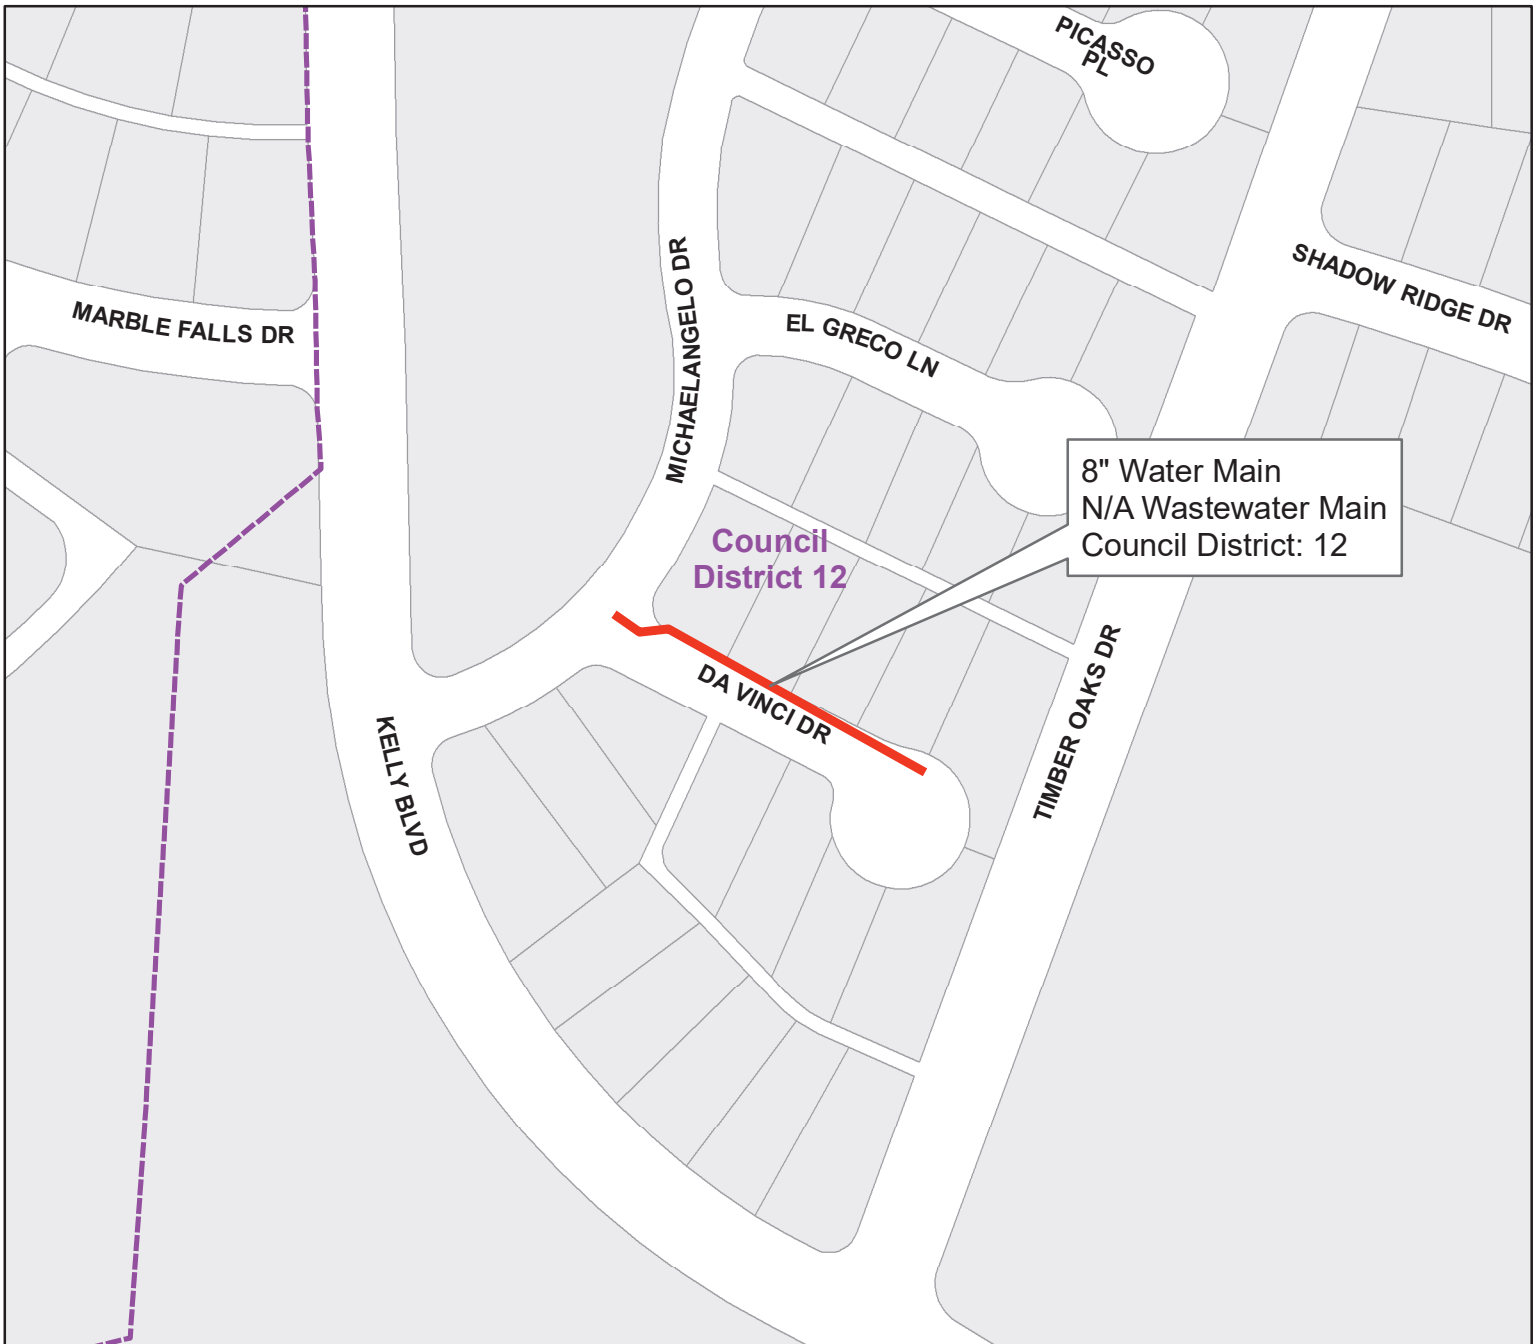 PICASSO
PL
SHADOW RIDGE DR
MARBLE FALLS DR
EL GRECO LN
MICHAELANGELO DR
8" Water Main
N/A Wastewater Main
Council District: 12
Council
District 12
DA VINCI DR
TIMBER OAKS DR
KELLY BLVD